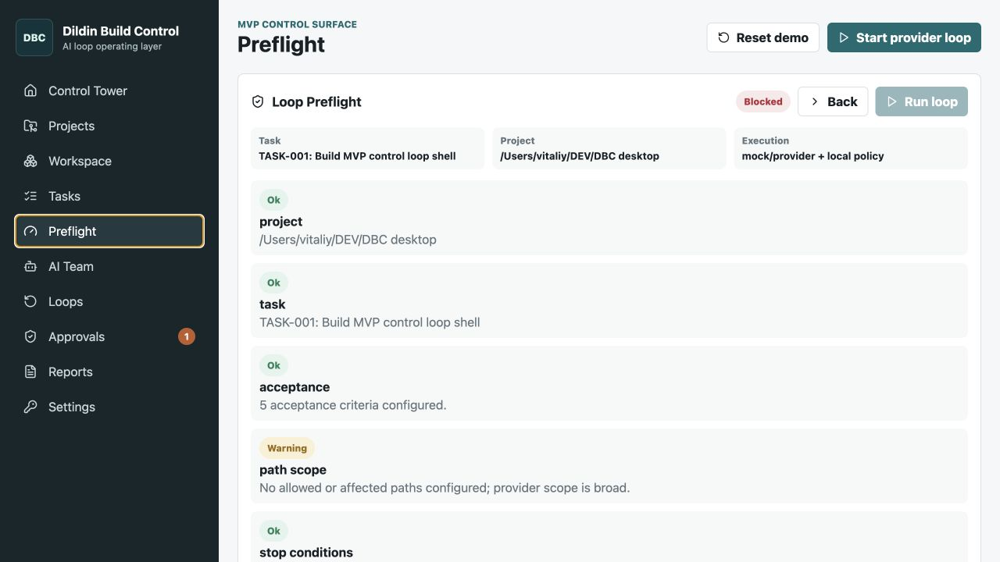 DBC
Dildin Build Control
AI loop operating layer
Control Tower
Projects
Workspace
Tasks
Preflight
AI Team
Loops
Approvals
1
Reports
Settings
MVP CONTROL SURFACE
Preflight
Reset demo
Start provider loop
Loop Preflight
Blocked
Back
Run loop
Task
TASK-001: Build MVP control loop shell
Project
/Users/vitaliy/DEV/DBC desktop
Execution
mock/provider + local policy
Ok
project
/Users/vitaliy/DEV/DBC desktop
Ok
task
TASK-001: Build MVP control loop shell
Ok
acceptance
5 acceptance criteria configured.
Warning
path scope
No allowed or affected paths configured; provider scope is broad.
Ok
stop conditions